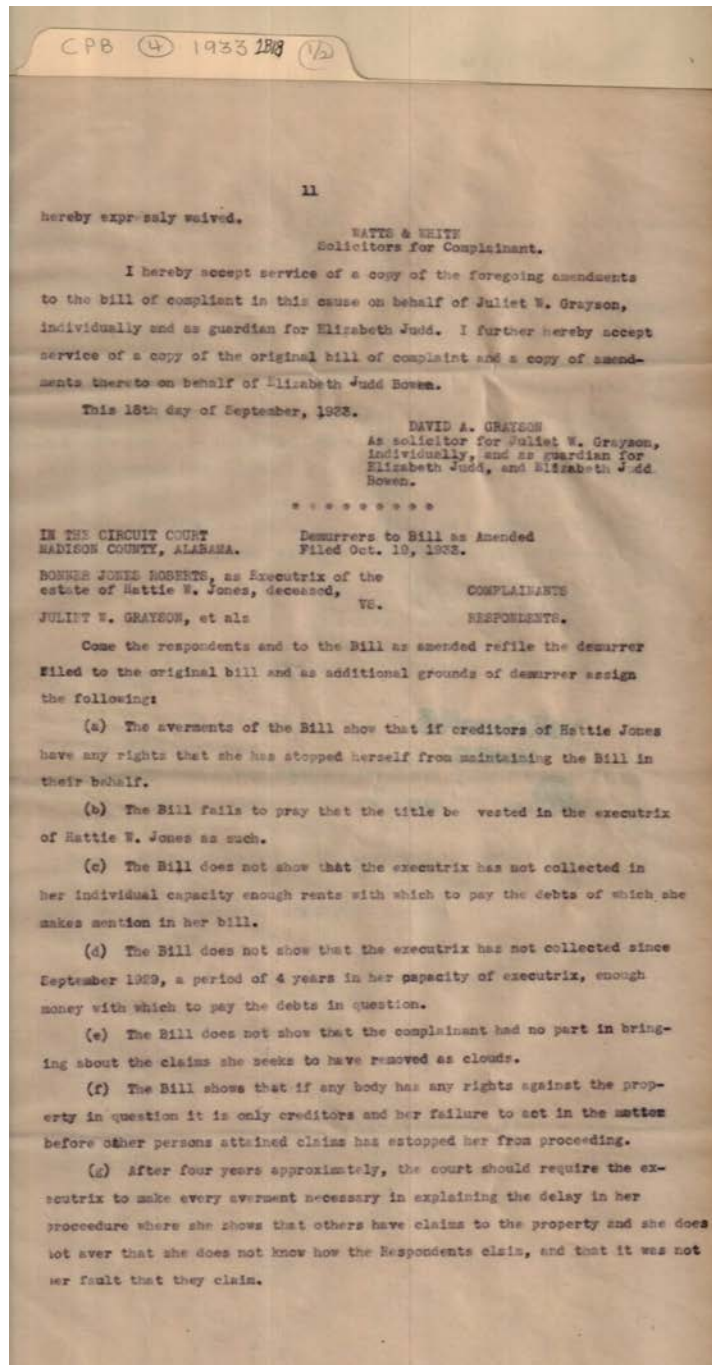 CPB 4 1933 (1/2)
11
hereby expressly waived.
WATTS & WHITE
Solicitors for Complainant.
I hereby accept service of a copy of the foregoing amendments
to the bill of compliant in this cause on behalf of Juliet W. Grayson,
individually and as guardian for Elizabeth Judd. I further hereby accept
service of a copy of the original bill of complaint and a copy of amend-
ments thereto on behalf of Elizabeth Judd Bowen.
This 18th day of September, 1933.
DAVID A. GRAYSON
As solicitor for Juliet W. Grayson,
individually, and as guardian for
Elizabeth Judd, and Elizabeth Judd
Bowen.
* * * * * * * * *
IN THE CIRCUIT COURT Demurrers to Bill as Amended
MADISON COUNTY, ALABAMA. Filed Oct. 19, 1933.
BONNER JONES ROBERTS, as Executrix of the
estate of Hattie W. Jones, deceased, COMPLAINANTS
VS.
JULIET W. GRAYSON, et als RESPONDENTS.
Come the respondents and to the Bill as amended refile the demurrer
filed to the original bill and as additional grounds of demurrer assign
the following:
(a) The averments of the Bill show that if creditors of Hattie Jones
have any rights that she has stopped herself from maintaining the Bill in
their behalf.
(b) The Bill fails to pray that the title be vested in the executrix
of Hattie W. Jones as such.
(c) The Bill does not show that the executrix has not collected in
her individual capacity enough rents with which to pay the debts of which she
makes mention in her bill.
(d) The Bill does not show that the executrix has not collected since
September 1929, a period of 4 years in her capacity of executrix, enough
money with which to pay the debts in question.
(e) The Bill does not show that the complainant had no part in bring-
ing about the claims she seeks to have removed as clouds.
(f) The Bill shows that if any body has any rights against the prop-
erty in question it is only creditors and her failure to act in the matter
before other persons attained claims has estopped her from proceeding.
(g) After four years approximately, the court should require the ex-
ecutrix to make every averment necessary in explaining the delay in her
proceedure where she shows that others have claims to the property and she does
not aver that she does not know how the Respondents claim, and that it was not
her fault that they claim.